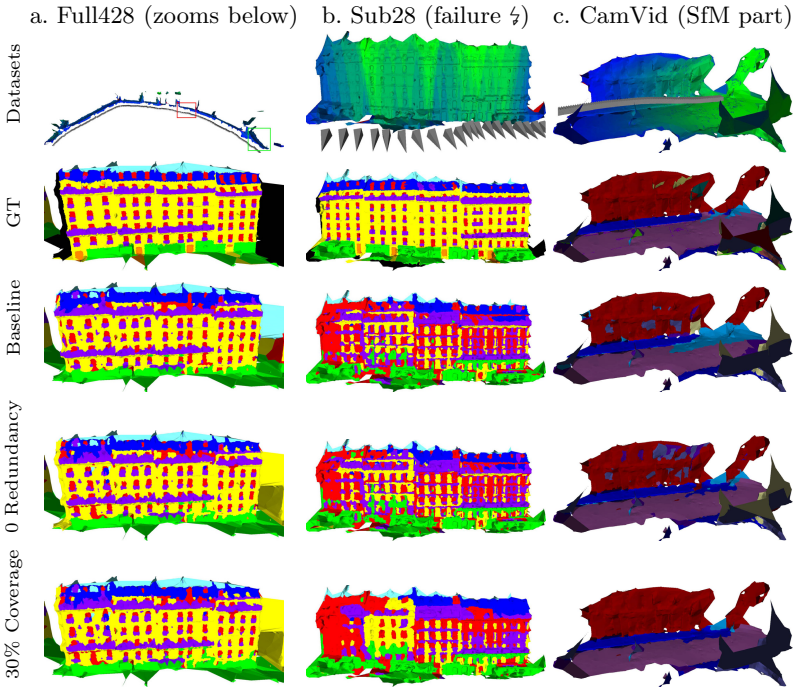 a. Full428 (zooms below)
b. Sub28 (failure ↯)
c. CamVid (SfM part)
Datasets
GT
Baseline
0 Redundancy
30% Coverage